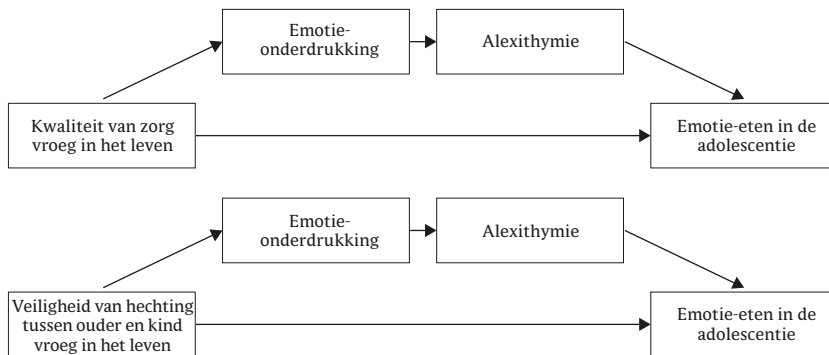 Emotie-
onderdrukking
Alexithymie
Kwaliteit van zorg
vroeg in het leven
Emotie-eten in de
adolescentie
Emotie-
onderdrukking
Alexithymie
Veiligheid van hechting
tussen ouder en kind
vroeg in het leven
Emotie-eten in de
adolescentie